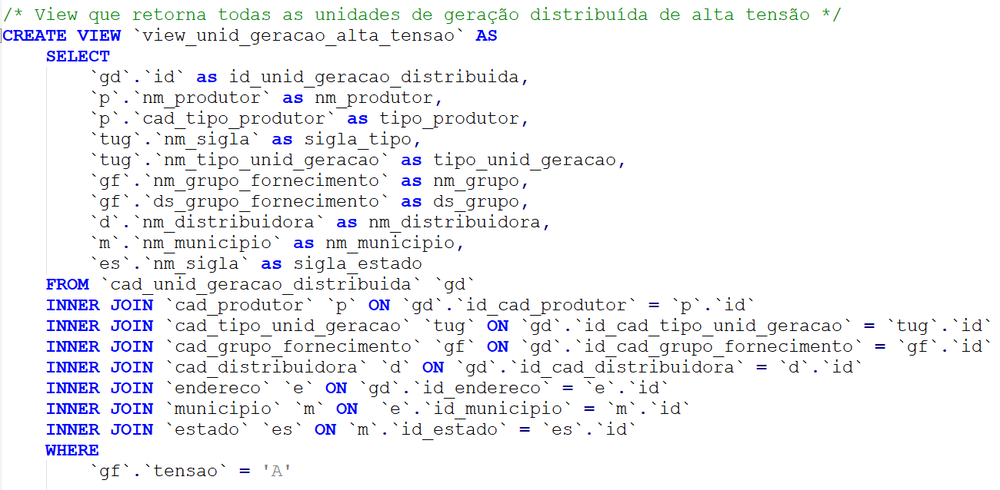 /* View que retorna todas as unidades de geração distribuída de alta tensão */
CREATE VIEW `view_unid_geracao_alta_tensao` AS
    SELECT
        `gd`.`id` as id_unid_geracao_distribuida,
        `p`.`nm_produtor` as nm_produtor,
        `p`.`cad_tipo_produtor` as tipo_produtor,
        `tug`.`nm_sigla` as sigla_tipo,
        `tug`.`nm_tipo_unid_geracao` as tipo_unid_geracao,
        `gf`.`nm_grupo_fornecimento` as nm_grupo,
        `gf`.`ds_grupo_fornecimento` as ds_grupo,
        `d`.`nm_distribuidora` as nm_distribuidora,
        `m`.`nm_municipio` as nm_municipio,
        `es`.`nm_sigla` as sigla_estado
    FROM `cad_unid_geracao_distribuida` `gd`
    INNER JOIN `cad_produtor` `p` ON `gd`.`id_cad_produtor` = `p`.`id`
    INNER JOIN `cad_tipo_unid_geracao` `tug` ON `gd`.`id_cad_tipo_unid_geracao` = `tug`.`id`
    INNER JOIN `cad_grupo_fornecimento` `gf` ON `gd`.`id_cad_grupo_fornecimento` = `gf`.`id`
    INNER JOIN `cad_distribuidora` `d` ON `gd`.`id_cad_distribuidora` = `d`.`id`
    INNER JOIN `endereco` `e` ON `gd`.`id_endereco` = `e`.`id`
    INNER JOIN `municipio` `m` ON  `e`.`id_municipio` = `m`.`id`
    INNER JOIN `estado` `es` ON `m`.`id_estado` = `es`.`id`
    WHERE
        `gf`.`tensao` = 'A'